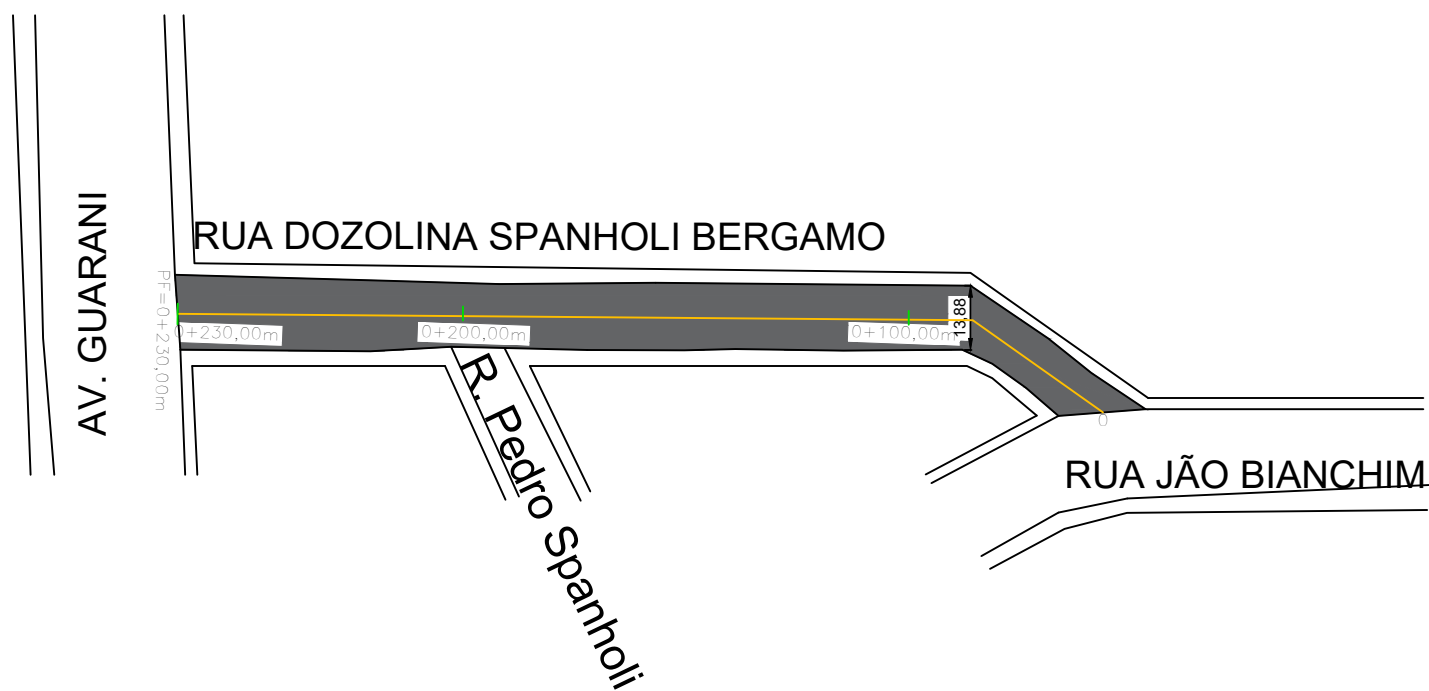 AV. GUARANI
RUA DOZOLINA SPANHOLI BERGAMO
PF=0+230,00m
0+230,00m
0+200,00m
0+100,00m
13,88
0
R. Pedro Spanholi
RUA JÃO BIANCHIM